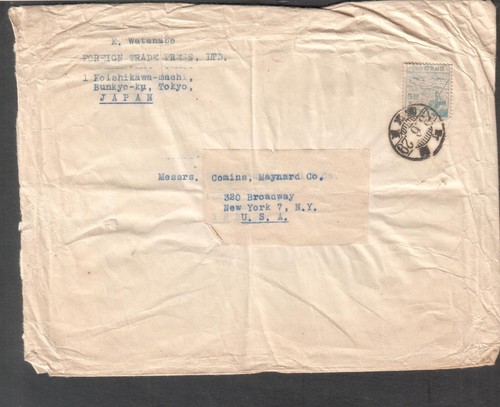 K. Watanabe
FOREIGN TRADE PRESS, LTD.
1 Koishikawa-machi,
Bunkyo-ku, Tokyo,
JAPAN
Messrs. Comins, Maynard Co.
320 Broadway
New York 7, N.Y.
U. S. A.